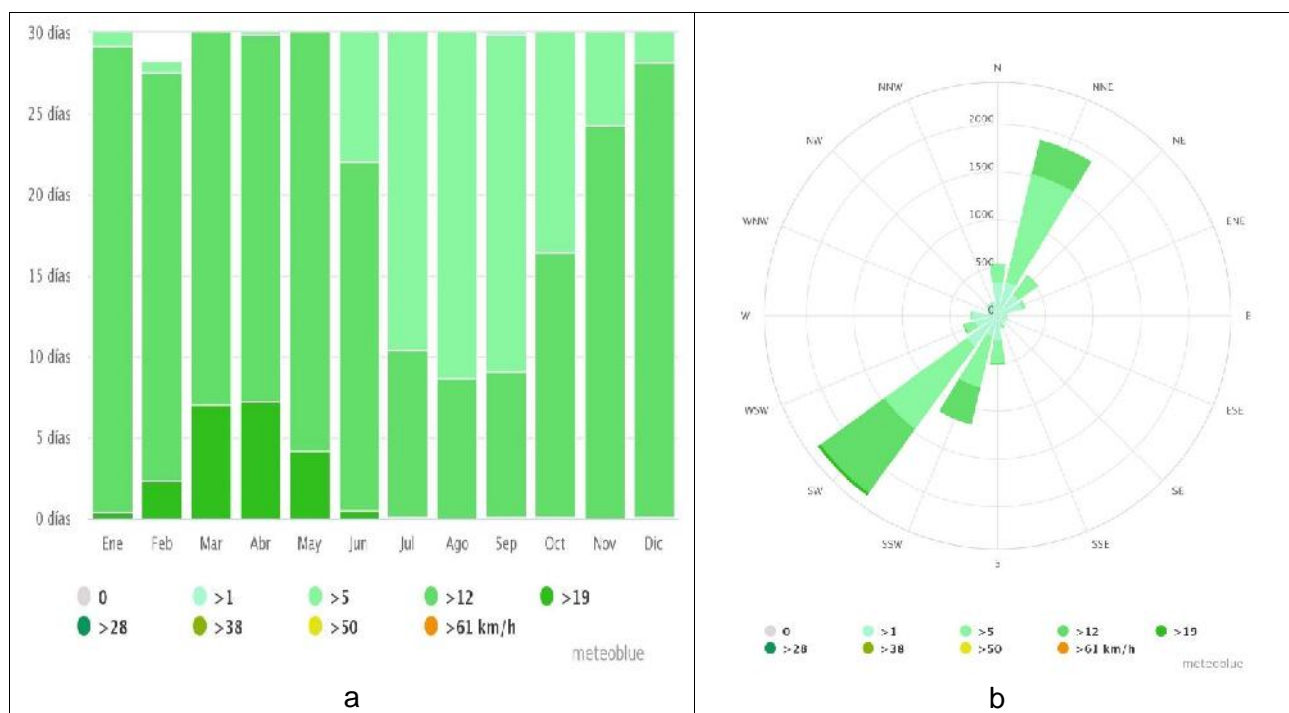 30 días
25 días
20 días
15 días
10 días
5 días
0 días
Ene Feb Mar Abr May Jun Jul Ago Sep Oct Nov Dic
0 >1 >5 >12 >19
>28 >38 >50 >61 km/h
meteoblue
a
N
NNW NNE
NW NE
WNW ENE
W E
WSW ESE
SW SE
SSW SSE
S
2000
1500
1000
500
0
0 >1 >5 >12 >19
>28 >38 >50 >61 km/h
meteoblue
b